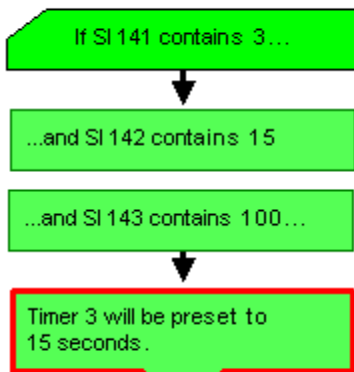 If SI 141 contains 3...
...and SI 142 contains 15
...and SI 143 contains 100...
Timer 3 will be preset to
15 seconds.